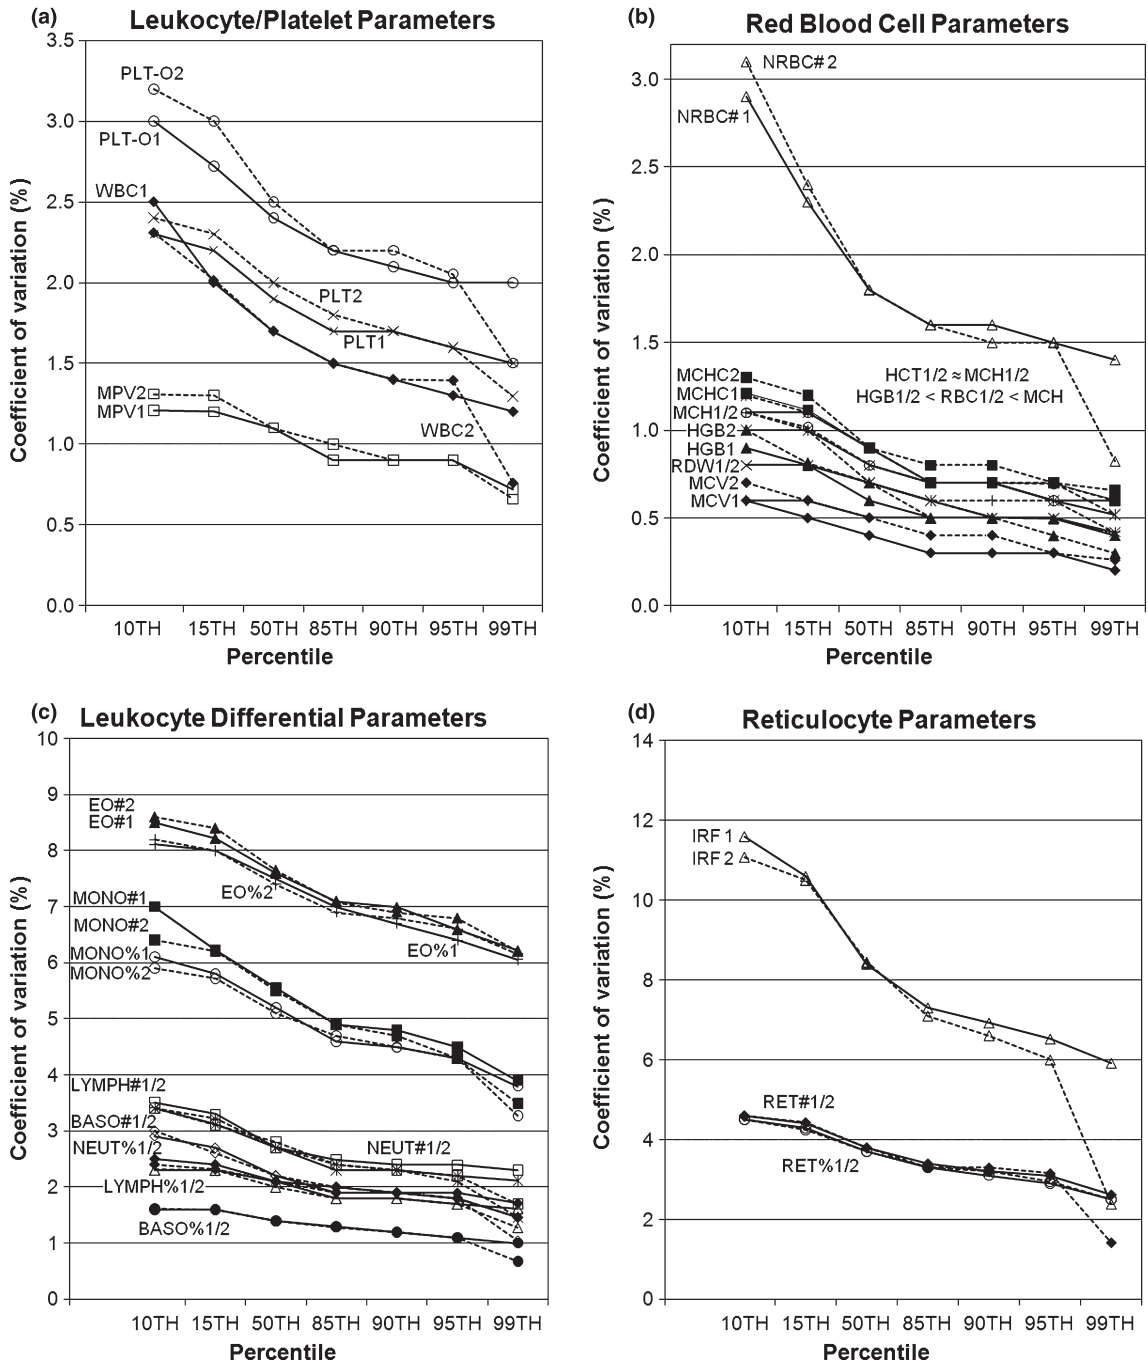 (a) Leukocyte/Platelet Parameters
3.5
3.0
2.5
2.0
1.5
1.0
0.5
0.0
Coefficient of variation (%)
PLT-O2
PLT-O1
WBC1
PLT2
PLT1
MPV2
MPV1
WBC2
10TH 15TH 50TH 85TH 90TH 95TH 99TH
Percentile
(b) Red Blood Cell Parameters
3.0
2.5
2.0
1.5
1.0
0.5
0.0
Coefficient of variation (%)
NRBC#2
NRBC#1
HCT1/2 ≈ MCH1/2
HGB1/2 < RBC1/2 < MCH
MCHC2
MCHC1
MCH1/2
HGB2
HGB1
RDW1/2
MCV2
MCV1
10TH 15TH 50TH 85TH 90TH 95TH 99TH
Percentile
(c) Leukocyte Differential Parameters
10
9
8
7
6
5
4
3
2
1
0
Coefficient of variation (%)
EO#2
EO#1
EO%2
EO%1
MONO#1
MONO#2
MONO%1
MONO%2
LYMPH#1/2
BASO#1/2
NEUT#1/2
NEUT%1/2
LYMPH%1/2
BASO%1/2
10TH 15TH 50TH 85TH 90TH 95TH 99TH
Percentile
(d) Reticulocyte Parameters
14
12
10
8
6
4
2
0
Coefficient of variation (%)
IRF 1
IRF 2
RET#1/2
RET%1/2
10TH 15TH 50TH 85TH 90TH 95TH 99TH
Percentile